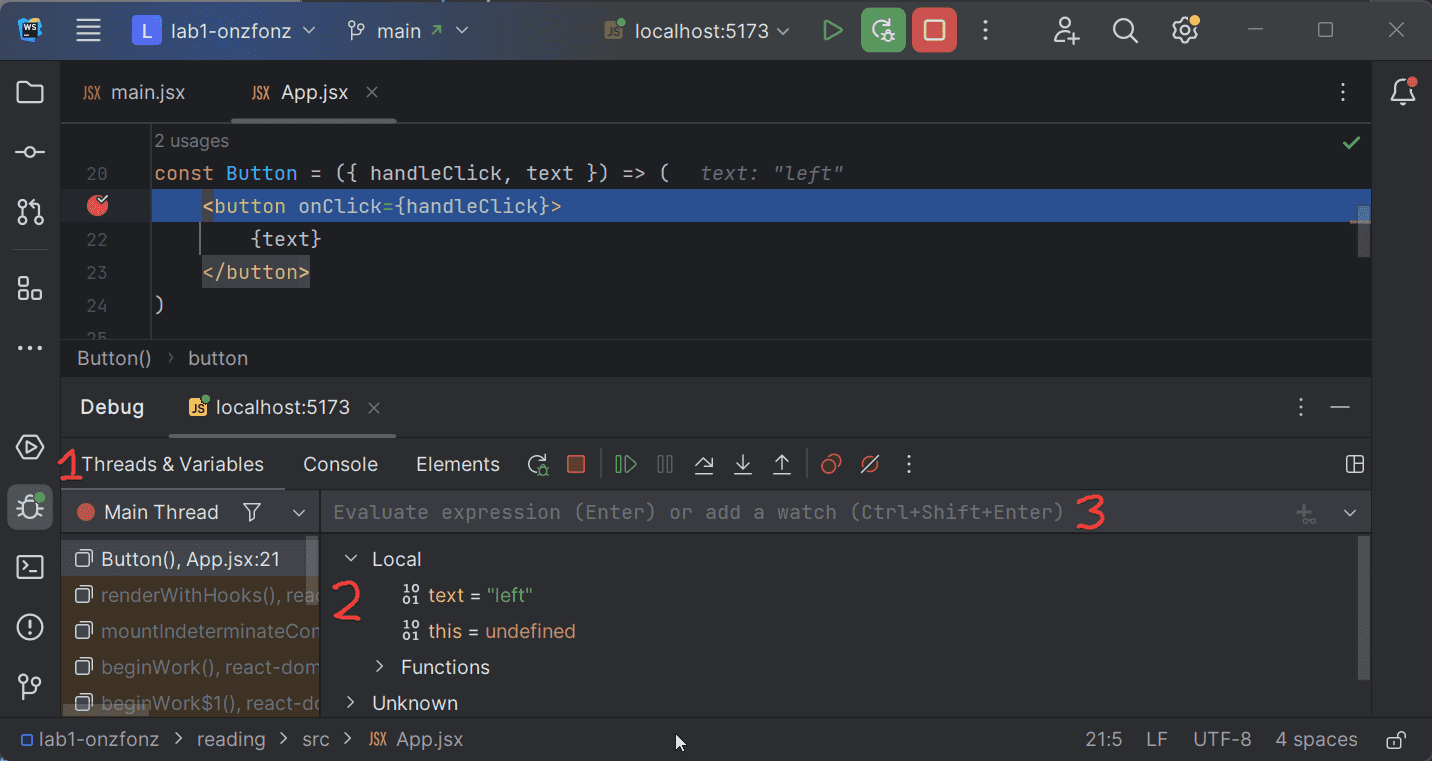 WS
L lab1-onzfonz main JS localhost:5173
JSX main.jsx JSX App.jsx
2 usages
20 const Button = ({ handleClick, text }) => ( text: "left"
<button onClick={handleClick}>
22 {text}
23 </button>
24 )
25
Button() › button
Debug JS localhost:5173
1 Threads & Variables Console Elements
Main Thread Evaluate expression (Enter) or add a watch (Ctrl+Shift+Enter) 3
Button(), App.jsx:21 Local
renderWithHooks(), rea 2 text = "left"
mountIndeterminateCom this = undefined
beginWork(), react-dom Functions
beginWork$1(), react-do Unknown
lab1-onzfonz > reading > src > JSX App.jsx 21:5 LF UTF-8 4 spaces